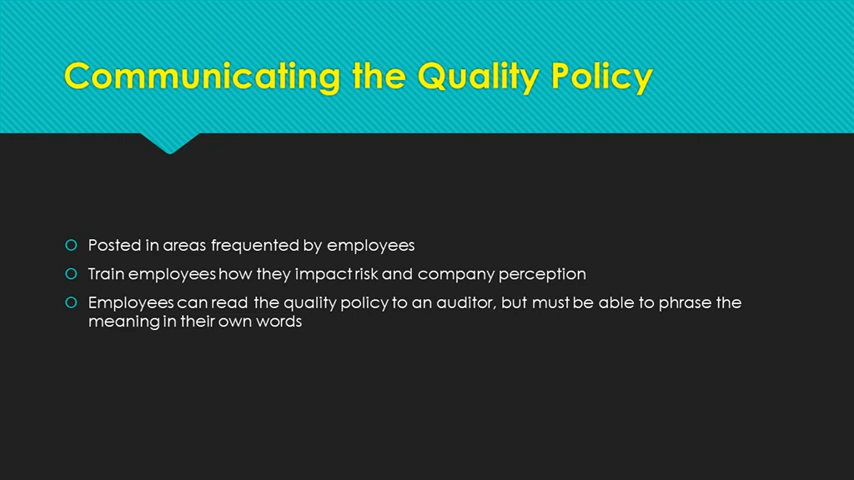 Communicating the Quality Policy
Posted in areas frequented by employees
Train employees how they impact risk and company perception
Employees can read the quality policy to an auditor, but must be able to phrase the
meaning in their own words